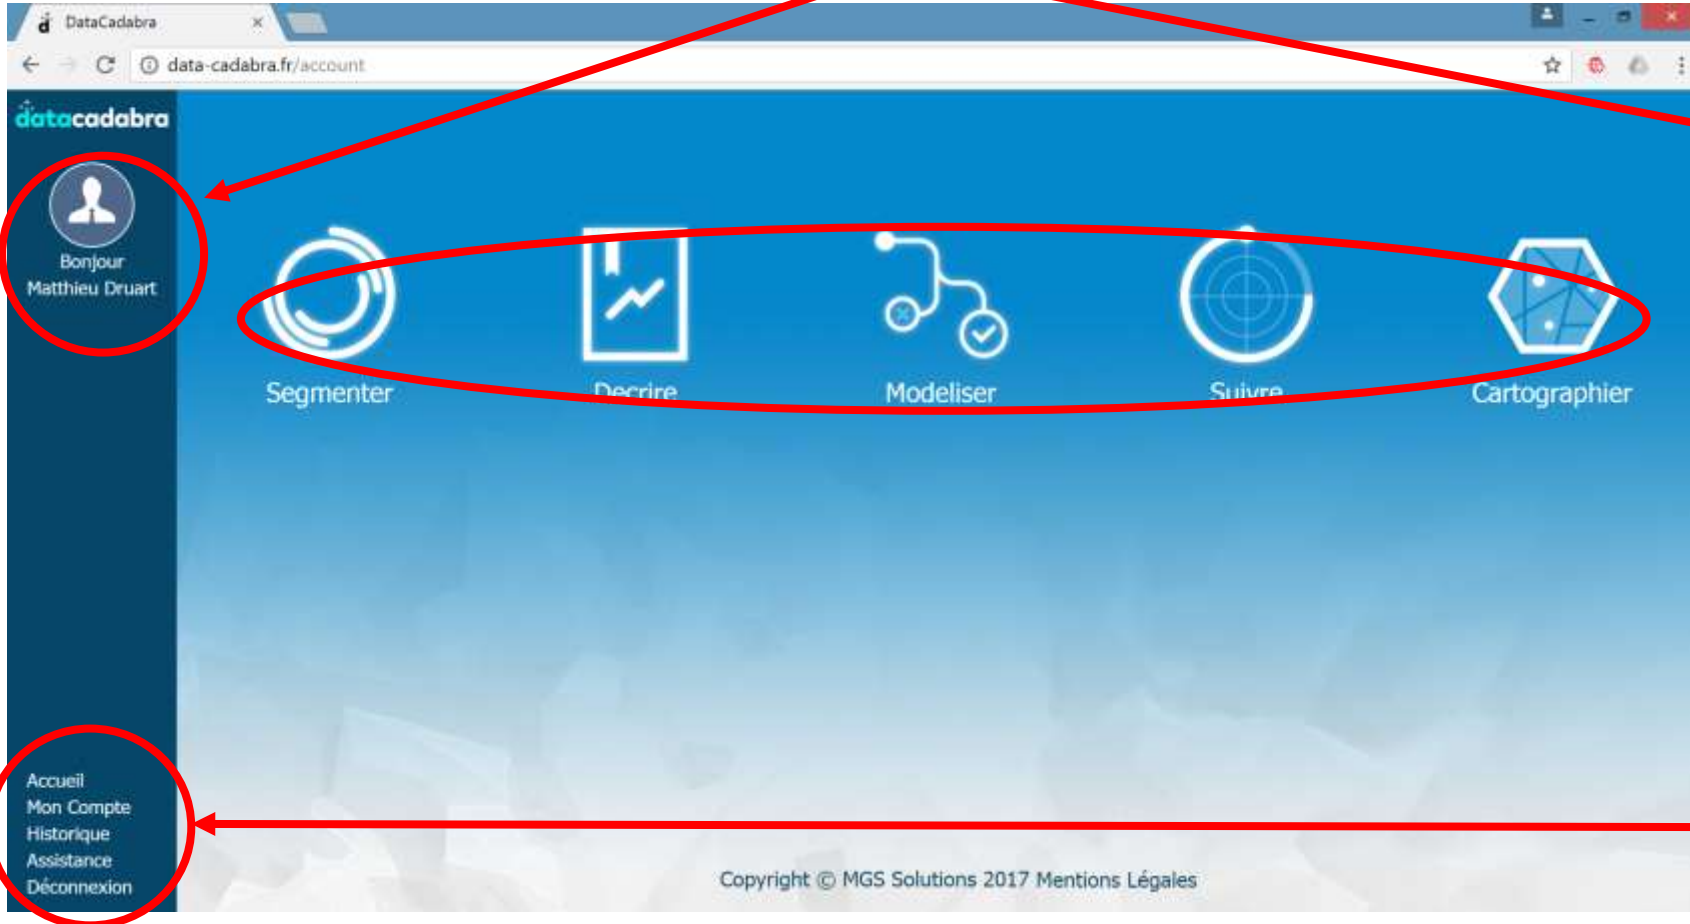 DataCadabra
data-cadabra.fr/account
datacadabra
Bonjour
Matthieu Druart
Segmenter
Decrire
Modeliser
Suivre
Cartographier
Accueil
Mon Compte
Historique
Assistance
Déconnexion
Copyright © MGS Solutions 2017 Mentions Légales